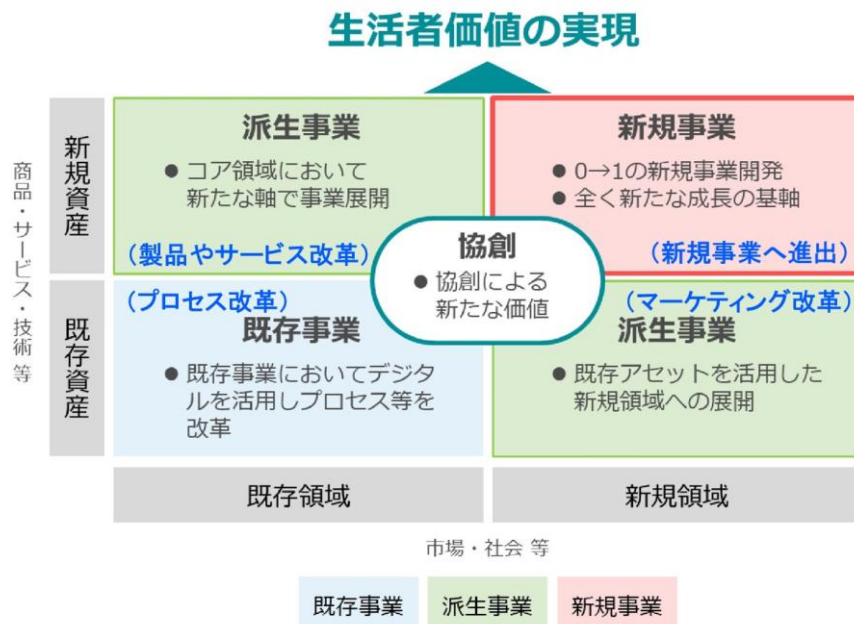 生活者価値の実現
商品・サービス・技術 等
新規資産
派生事業
● コア領域において
新たな軸で事業展開
(製品やサービス改革)
新規事業
● 0→1の新規事業開発
● 全く新たな成長の基軸
(新規事業へ進出)
協創
● 協創による
新たな価値
既存資産
(プロセス改革)
既存事業
● 既存事業においてデジタ
ルを活用しプロセス等を
改革
(マーケティング改革)
派生事業
● 既存アセットを活用した
新規領域への展開
既存領域
新規領域
市場・社会 等
既存事業
派生事業
新規事業